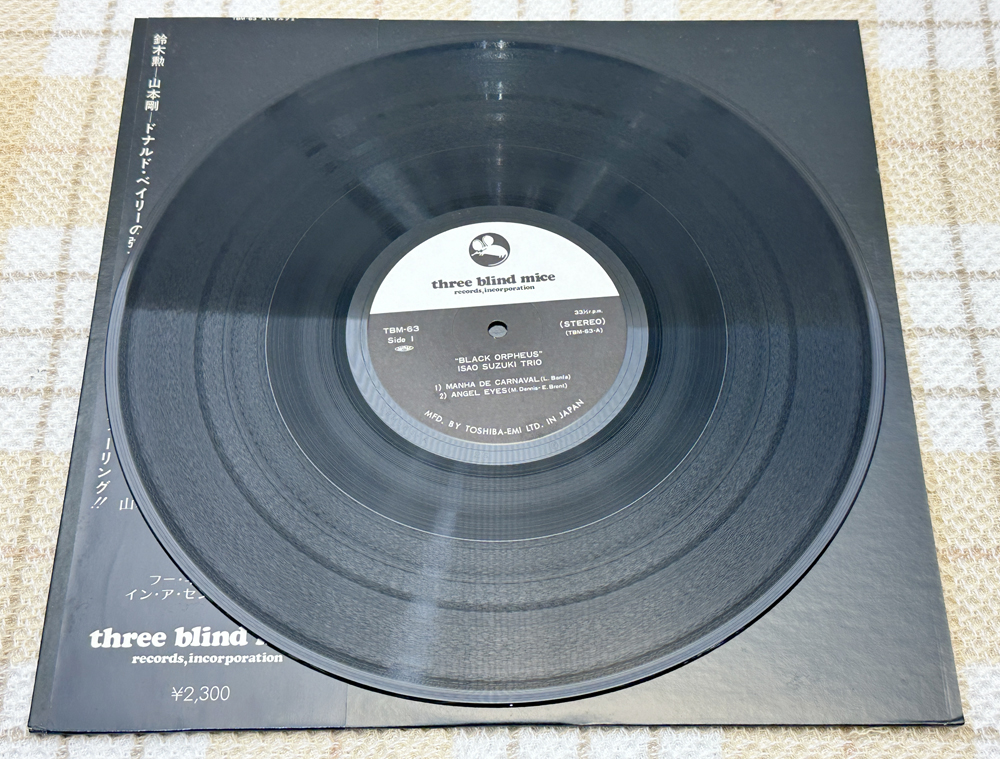 鈴木勲—山本剛—ドナルド・ベイリーの
ーリング!!
山
フー・
イン・ア・セン
three blind
records, incorporation
¥2,300
three blind mice
records, incorporation
TBM-63
Side 1
33⅓r.p.m.
(STEREO)
(TBM-63-A)
"BLACK ORPHEUS"
ISAO SUZUKI TRIO
1) MANHA DE CARNAVAL (L. Bonfa)
2) ANGEL EYES (M. Dennis-E. Brent)
MFD. BY TOSHIBA-EMI LTD. IN JAPAN